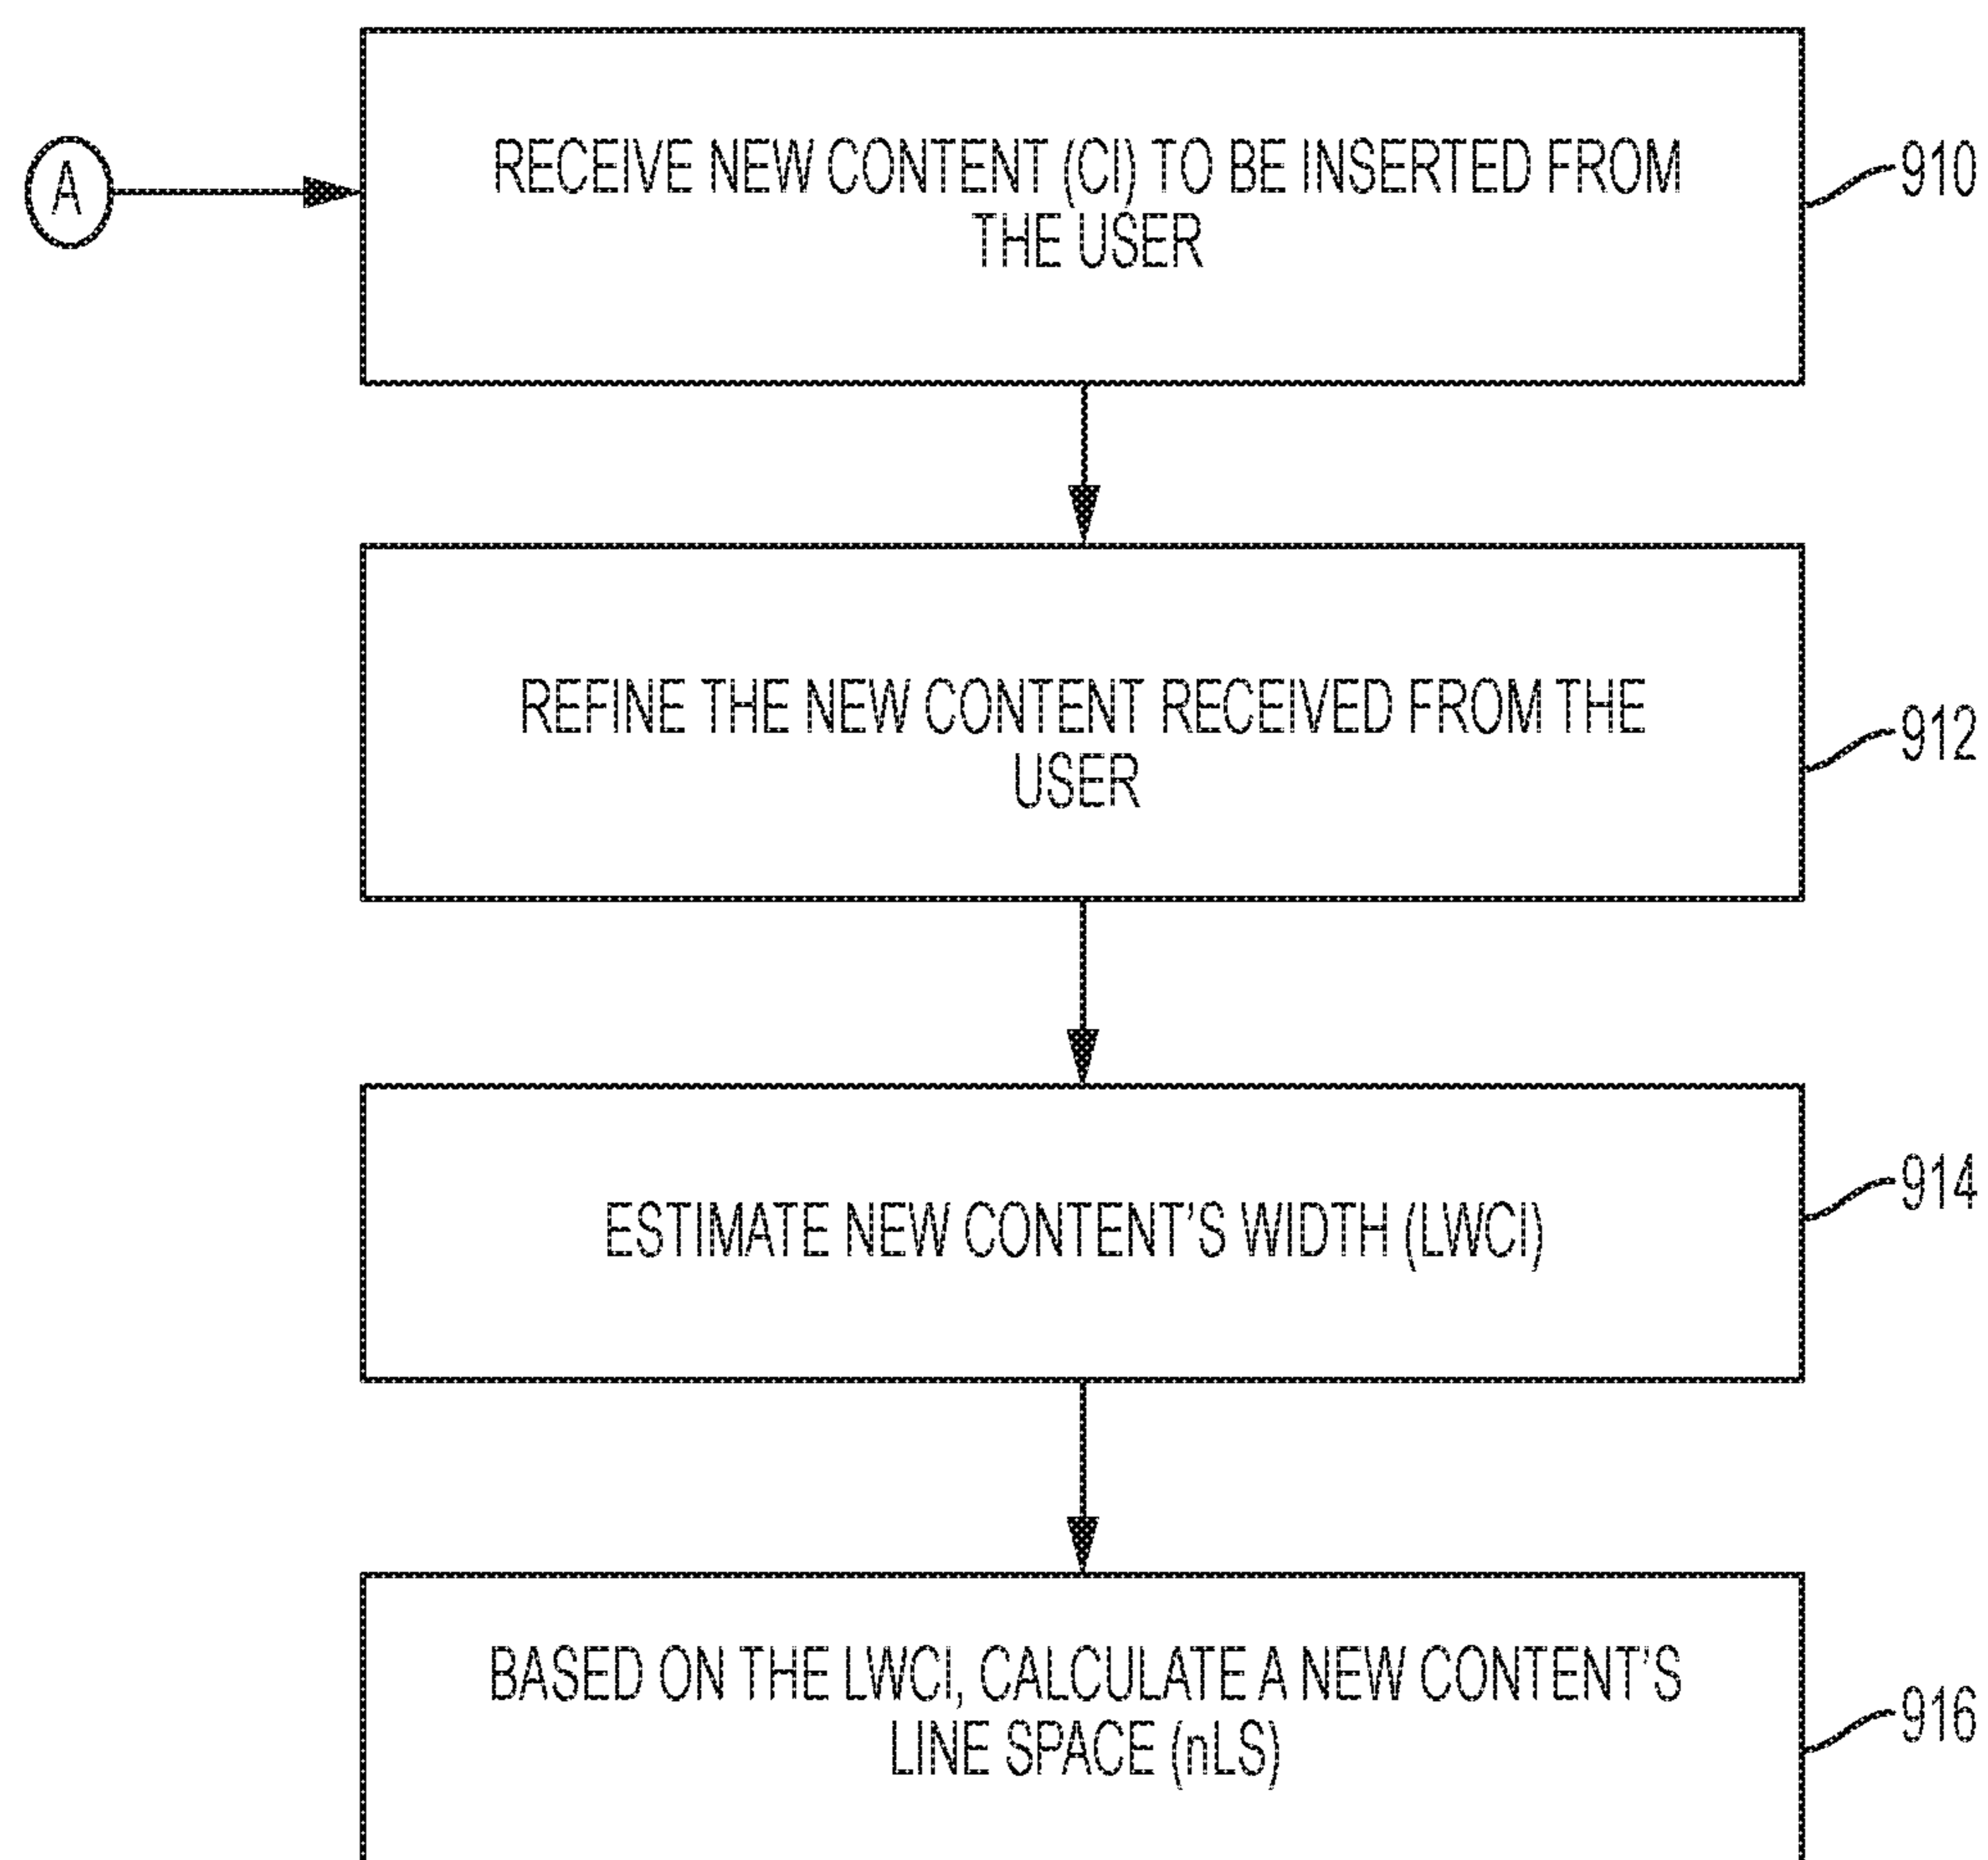 A
RECEIVE NEW CONTENT (CI) TO BE INSERTED FROM
THE USER
910
REFINE THE NEW CONTENT RECEIVED FROM THE
USER
912
ESTIMATE NEW CONTENT'S WIDTH (LWCI)
914
BASED ON THE LWCI, CALCULATE A NEW CONTENT'S
LINE SPACE (nLS)
916